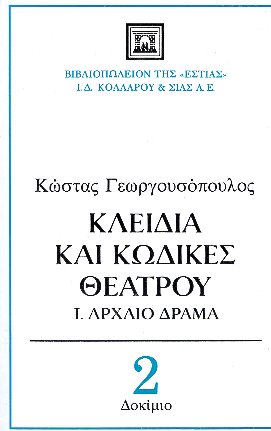 ΒΙΒΛΙΟΠΩΛΕΙΟΝ ΤΗΣ «ΕΣΤΙΑΣ»
Ι.Δ. ΚΟΛΛΑΡΟΥ & ΣΙΑΣ Α.Ε
Κώστας Γεωργουσόπουλος
ΚΛΕΙΔΙΑ
ΚΑΙ ΚΩΔΙΚΕΣ
ΘΕΑΤΡΟΥ
Ι. ΑΡΧΑΙΟ ΔΡΑΜΑ
2
Δοκίμιο